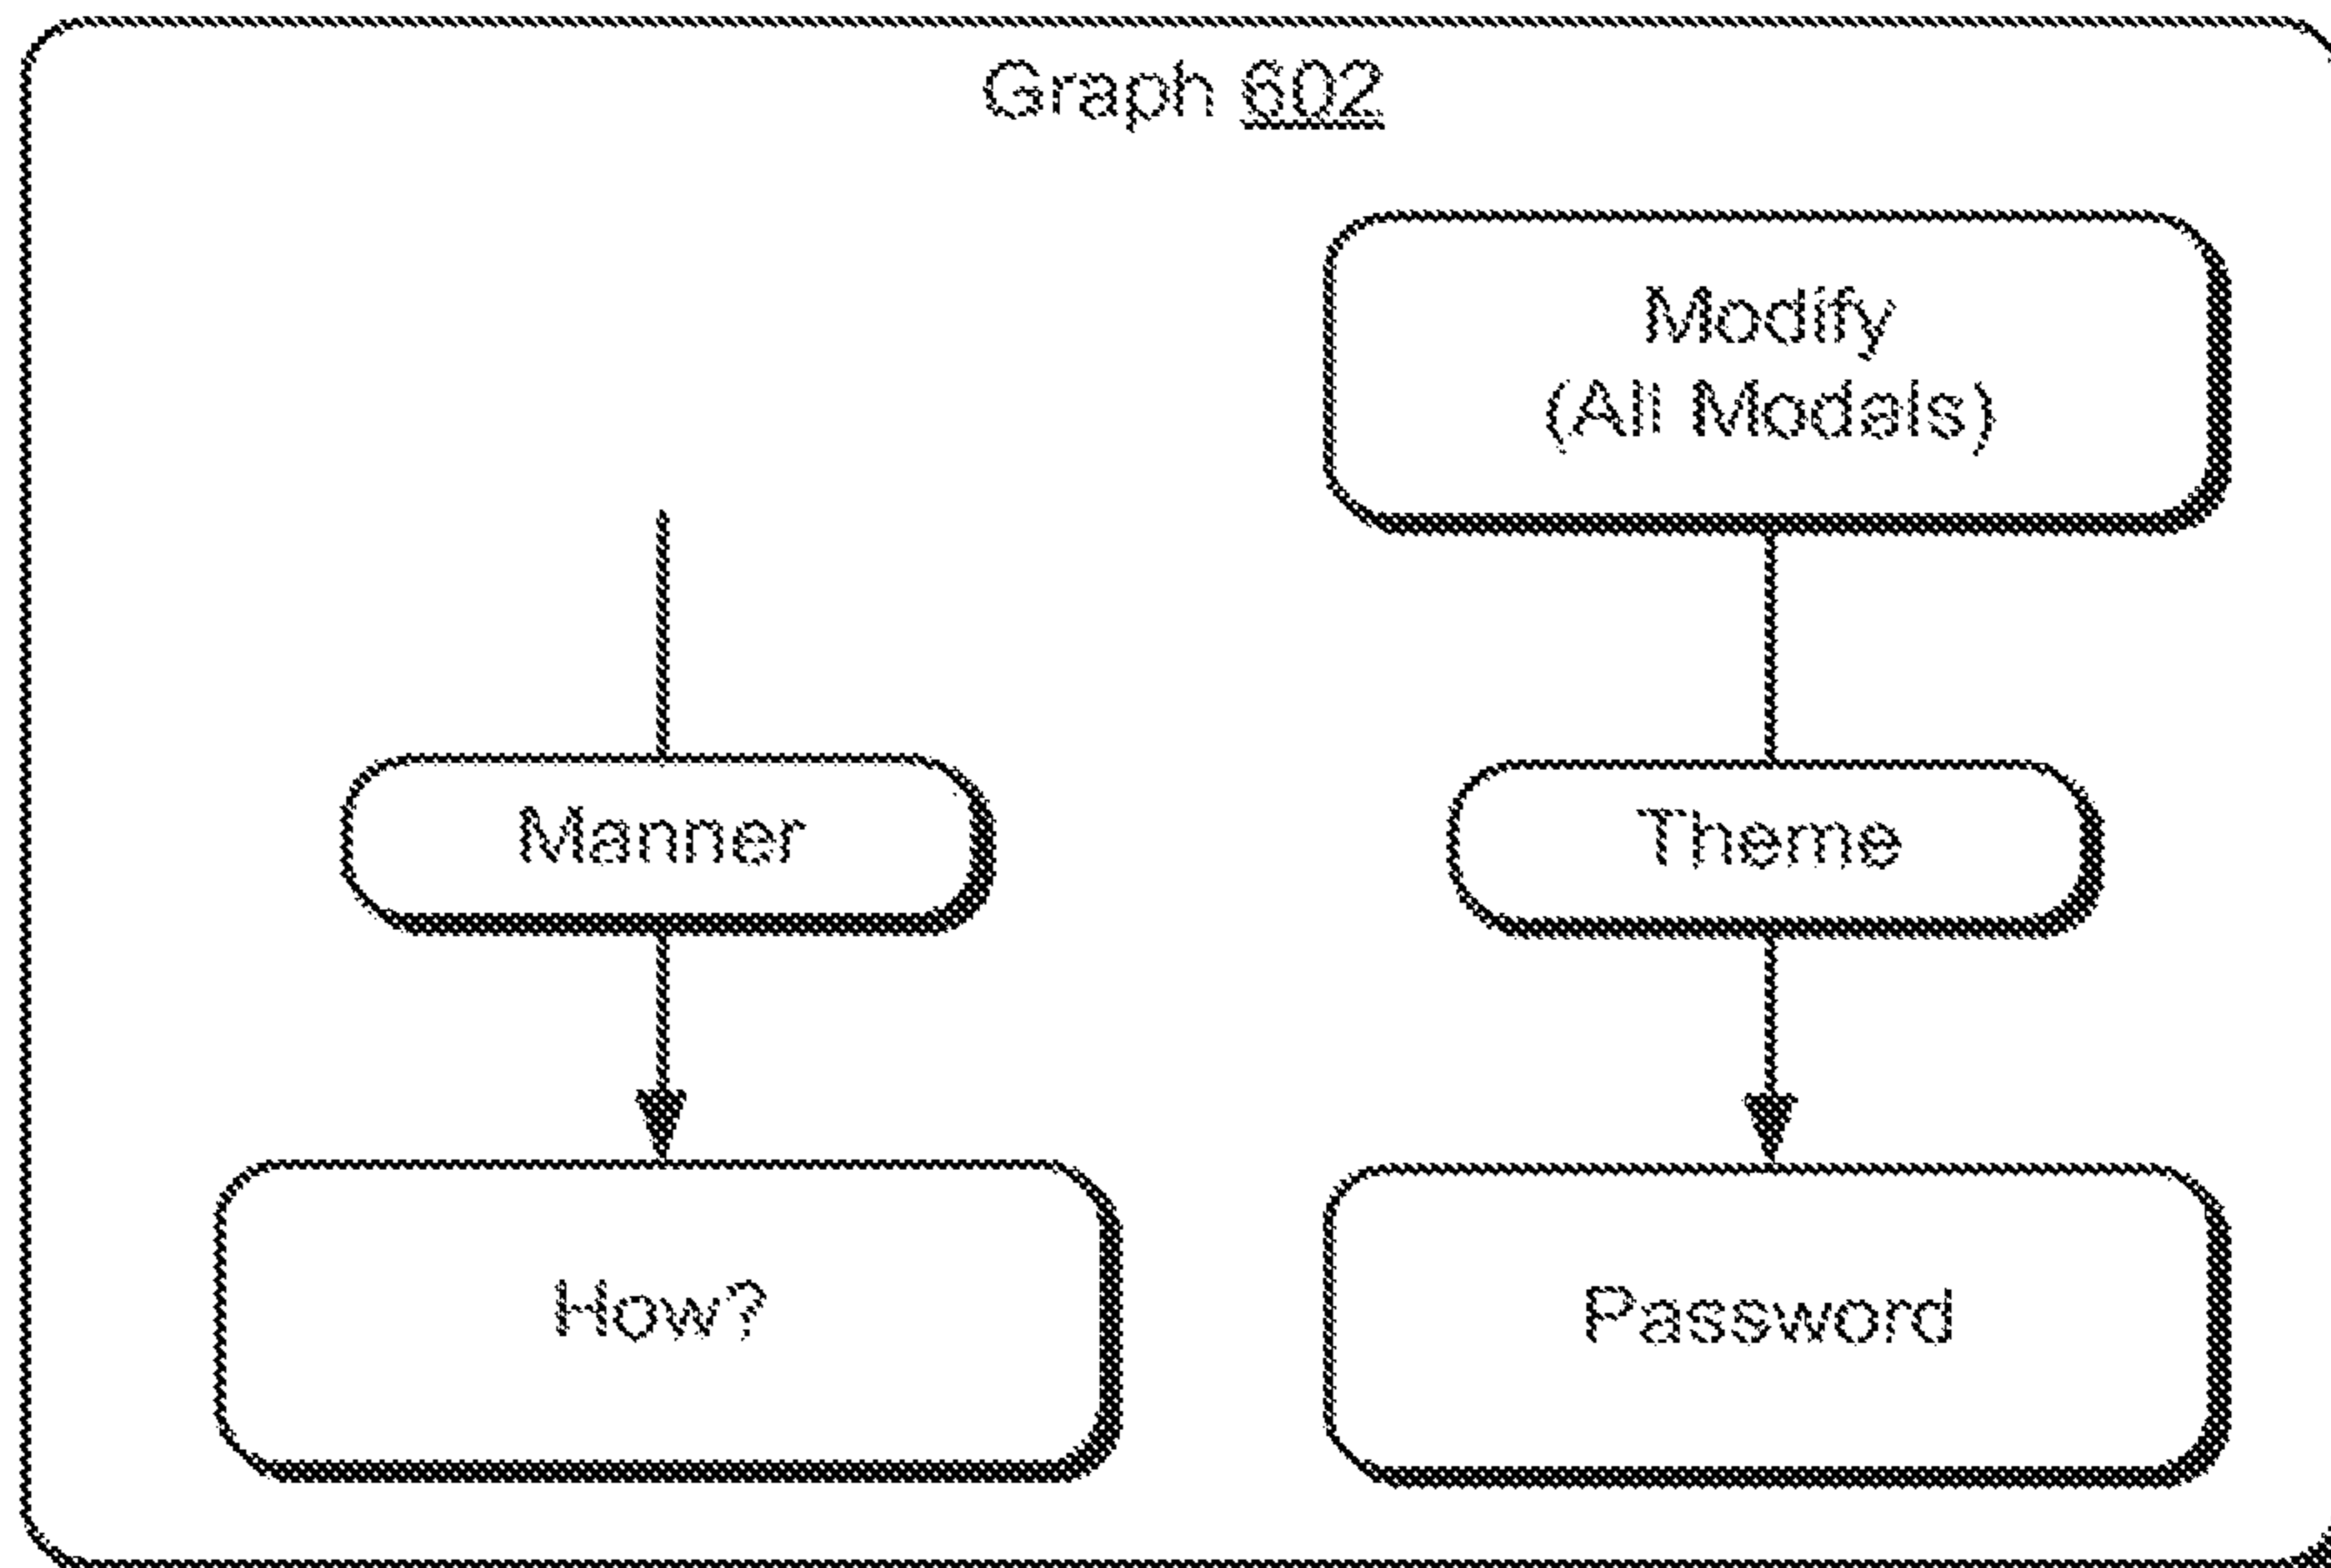 Graph 602
Modify
(All Modals)
Manner
Theme
How?
Password